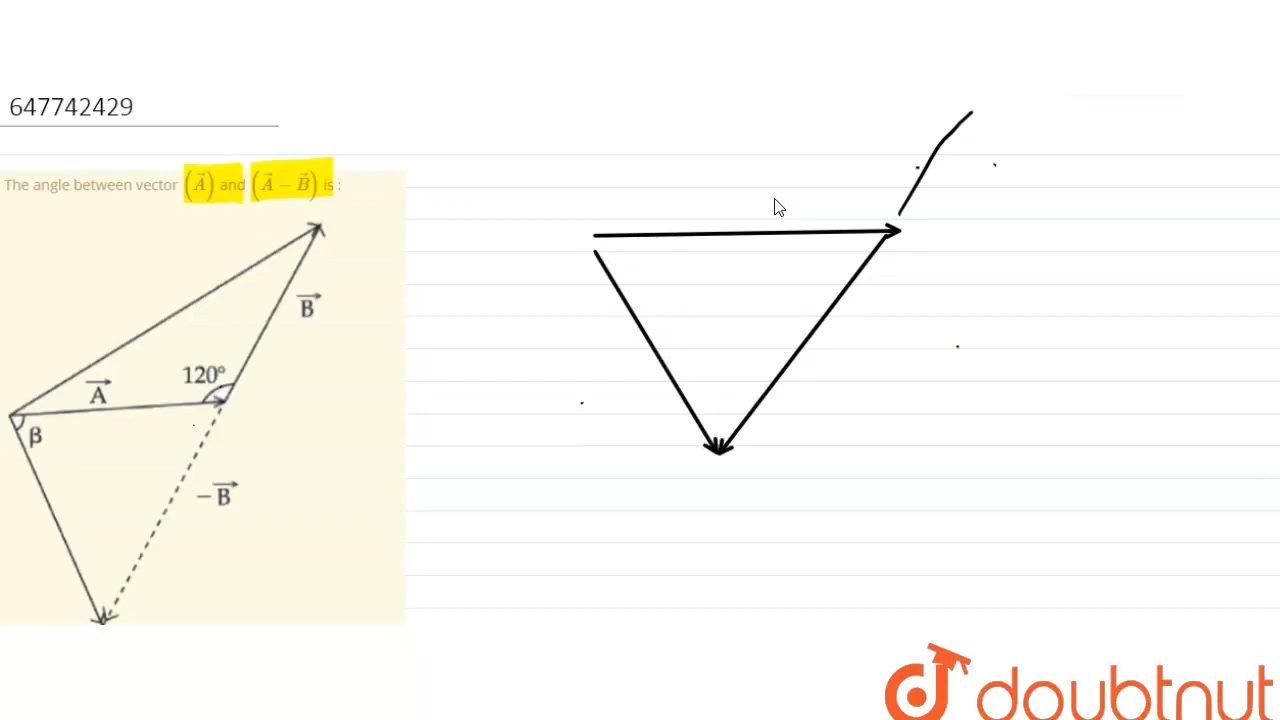 647742429
The angle between vector (A⃗) and (A⃗ − B⃗) is :
B⃗
120°
A⃗
β
−B⃗
doubtnut